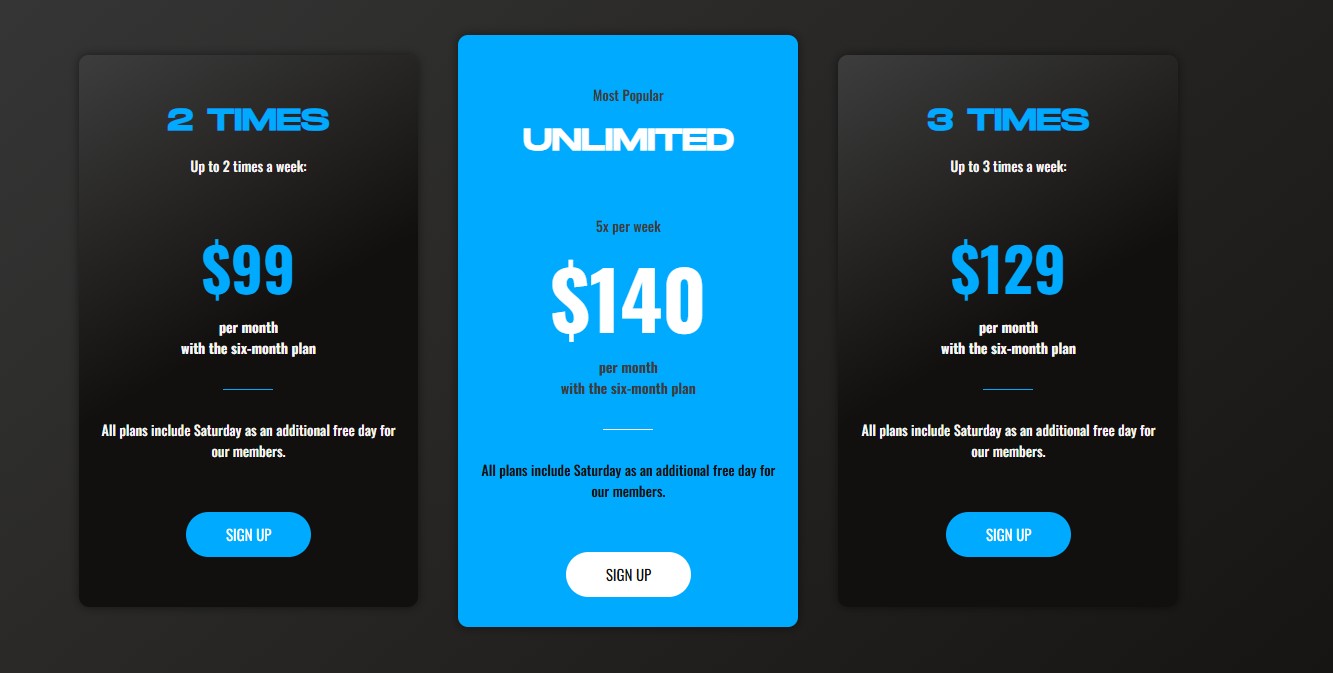 2 TIMES
Up to 2 times a week:
$99
per month
with the six-month plan
All plans include Saturday as an additional free day for
our members.
SIGN UP
Most Popular
UNLIMITED
5x per week
$140
per month
with the six-month plan
All plans include Saturday as an additional free day for
our members.
SIGN UP
3 TIMES
Up to 3 times a week:
$129
per month
with the six-month plan
All plans include Saturday as an additional free day for
our members.
SIGN UP